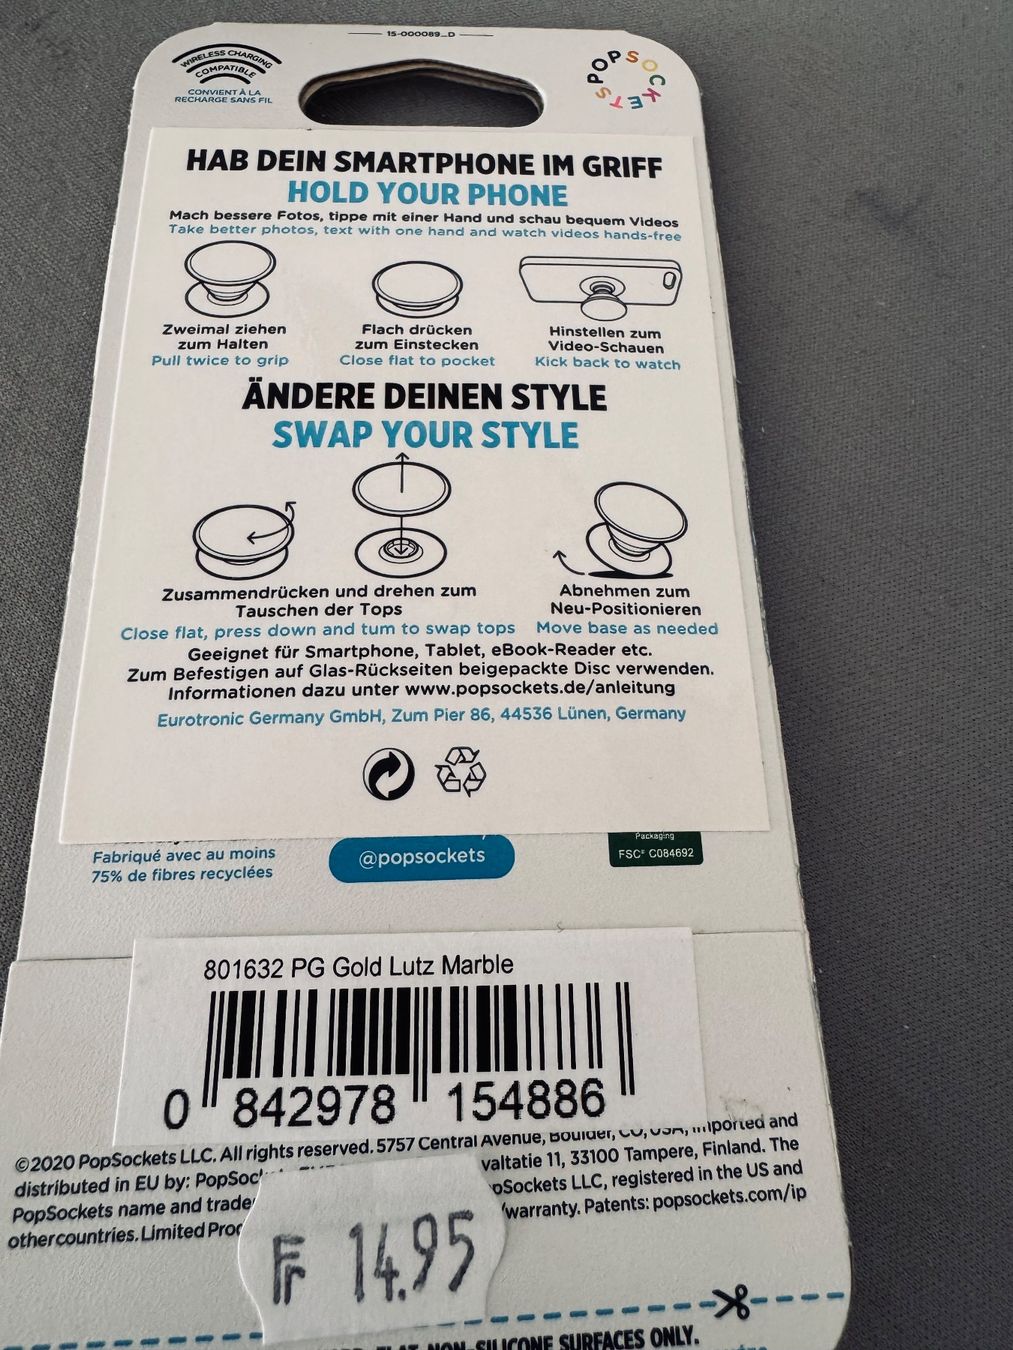 15-000089_D
WIRELESS CHARGING
COMPATIBLE
CONVIENT À LA
RECHARGE SANS FIL
POPSOCKETS
HAB DEIN SMARTPHONE IM GRIFF
HOLD YOUR PHONE
Mach bessere Fotos, tippe mit einer Hand und schau bequem Videos
Take better photos, text with one hand and watch videos hands-free
Zweimal ziehen
zum Halten
Pull twice to grip
Flach drücken
zum Einstecken
Close flat to pocket
Hinstellen zum
Video-Schauen
Kick back to watch
ÄNDERE DEINEN STYLE
SWAP YOUR STYLE
Zusammendrücken und drehen zum
Tauschen der Tops
Close flat, press down and turn to swap tops
Abnehmen zum
Neu-Positionieren
Move base as needed
Geeignet für Smartphone, Tablet, eBook-Reader etc.
Zum Befestigen auf Glas-Rückseiten beigepackte Disc verwenden.
Informationen dazu unter www.popsockets.de/anleitung
Eurotronic Germany GmbH, Zum Pier 86, 44536 Lünen, Germany
Fabriqué avec au moins
75% de fibres recyclées
@popsockets
Packaging
FSC® C084692
801632 PG Gold Lutz Marble
0 842978 154886
©2020 PopSockets LLC. All rights reserved. 5757 Central Avenue, Boulder, CO, USA, Imported and
distributed in EU by: PopSoc valtatie 11, 33100 Tampere, Finland. The
PopSockets name and trade pSockets LLC, registered in the US and
other countries. Limited Pro /warranty. Patents: popsockets.com/ip
Fr 14.95
FLAT, NON-SILICONE SURFACES ONLY.